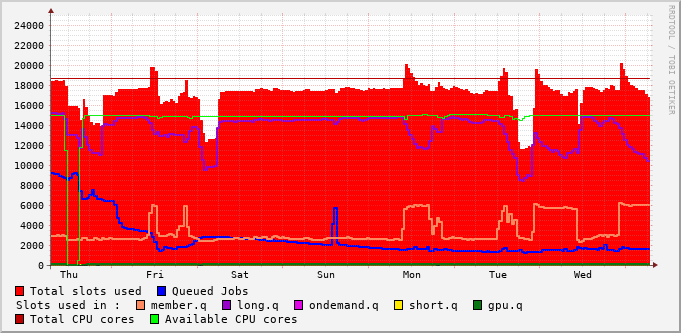 RRDTOOL / TOBI OETIKER
24000
22000
20000
18000
16000
14000
12000
10000
8000
6000
4000
2000
0
Thu Fri Sat Sun Mon Tue Wed
Total slots used Queued Jobs
Slots used in : member.q long.q ondemand.q short.q gpu.q
Total CPU cores Available CPU cores